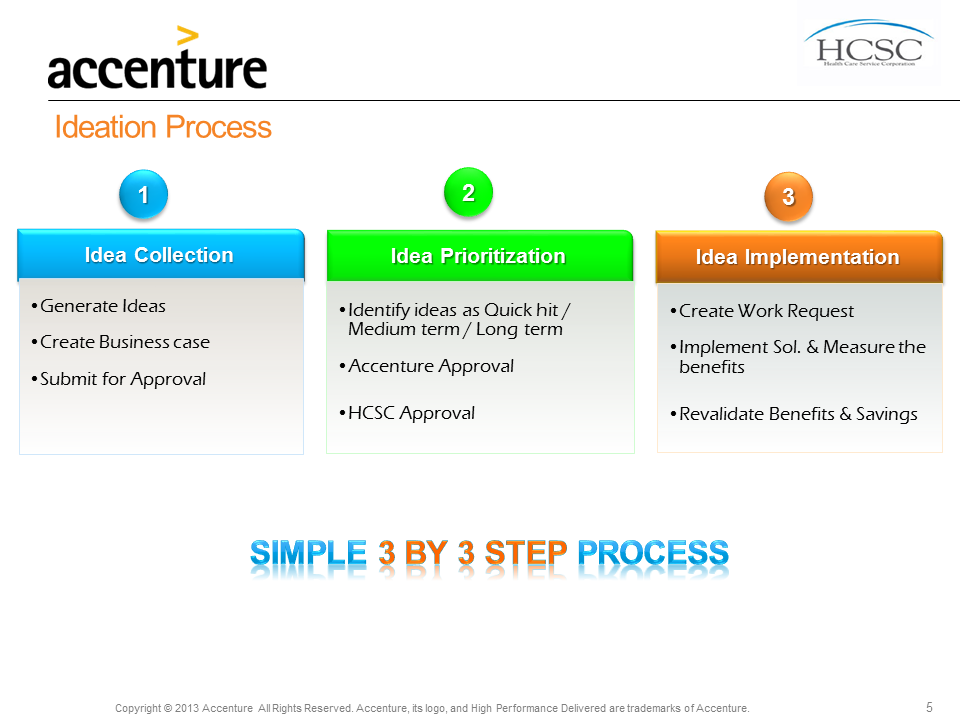 >
accenture
HCSC
Health Care Service Corporation
Ideation Process
1
Idea Collection
•Generate Ideas
•Create Business case
•Submit for Approval
2
Idea Prioritization
•Identify ideas as Quick hit /
Medium term / Long term
•Accenture Approval
•HCSC Approval
3
Idea Implementation
•Create Work Request
•Implement Sol. & Measure the
benefits
•Revalidate Benefits & Savings
SIMPLE 3 BY 3 STEP PROCESS
Copyright © 2013 Accenture All Rights Reserved. Accenture, its logo, and High Performance Delivered are trademarks of Accenture.
5